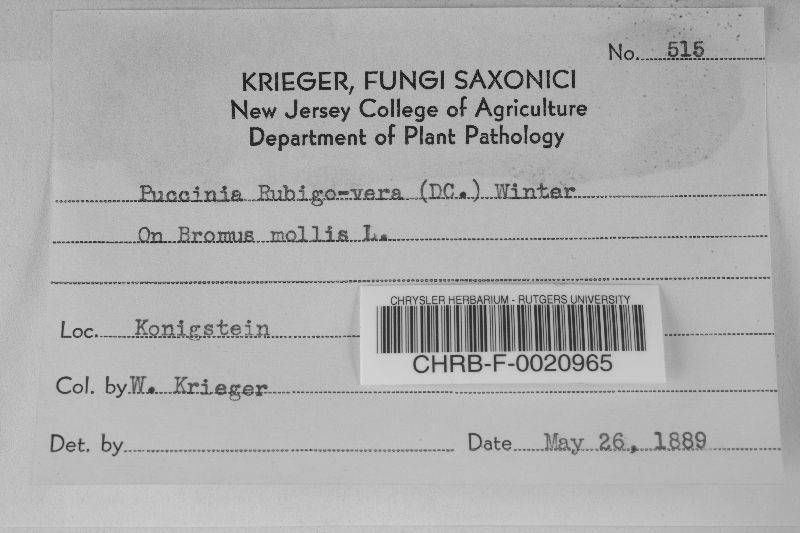 No. 515
KRIEGER, FUNGI SAXONICI
New Jersey College of Agriculture
Department of Plant Pathology
Puccinia Rubigo-vera (DC.) Winter
On Bromus mollis L.
Loc. Konigstein
CHRYSLER HERBARIUM - RUTGERS UNIVERSITY
CHRB-F-0020965
Col. by W. Krieger
Det. by
Date May 26, 1889